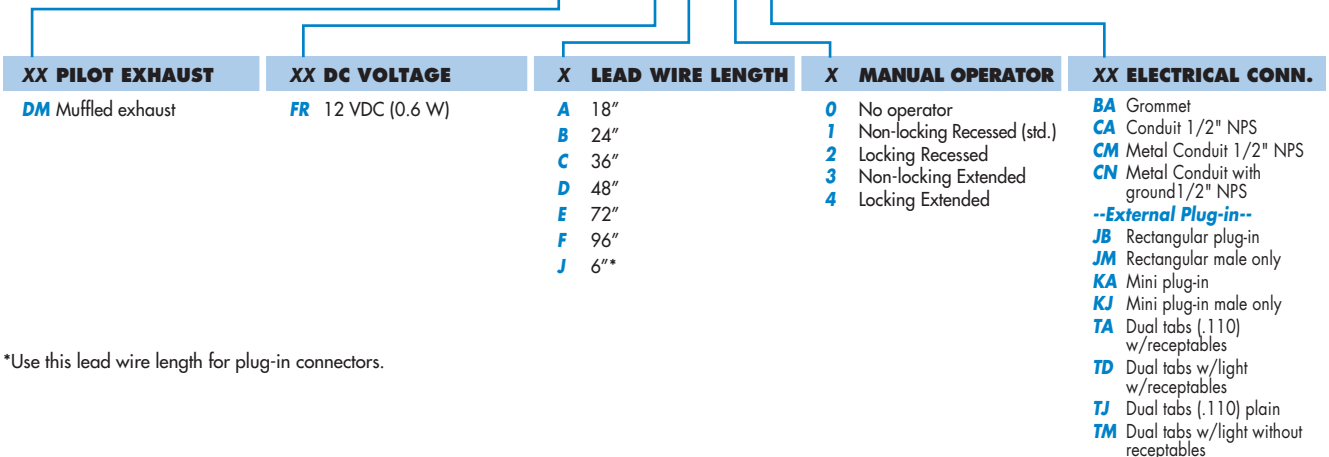 XX PILOT EXHAUST
DM Muffled exhaust
XX DC VOLTAGE
FR 12 VDC (0.6 W)
X LEAD WIRE LENGTH
A 18″
B 24″
C 36″
D 48″
E 72″
F 96″
J 6″*
X MANUAL OPERATOR
0 No operator
1 Non-locking Recessed (std.)
2 Locking Recessed
3 Non-locking Extended
4 Locking Extended
XX ELECTRICAL CONN.
BA Grommet
CA Conduit 1/2" NPS
CM Metal Conduit 1/2" NPS
CN Metal Conduit with
ground1/2" NPS
--External Plug-in--
JB Rectangular plug-in
JM Rectangular male only
KA Mini plug-in
KJ Mini plug-in male only
TA Dual tabs (.110)
w/receptables
TD Dual tabs w/light
w/receptables
TJ Dual tabs (.110) plain
TM Dual tabs w/light without
receptables
*Use this lead wire length for plug-in connectors.